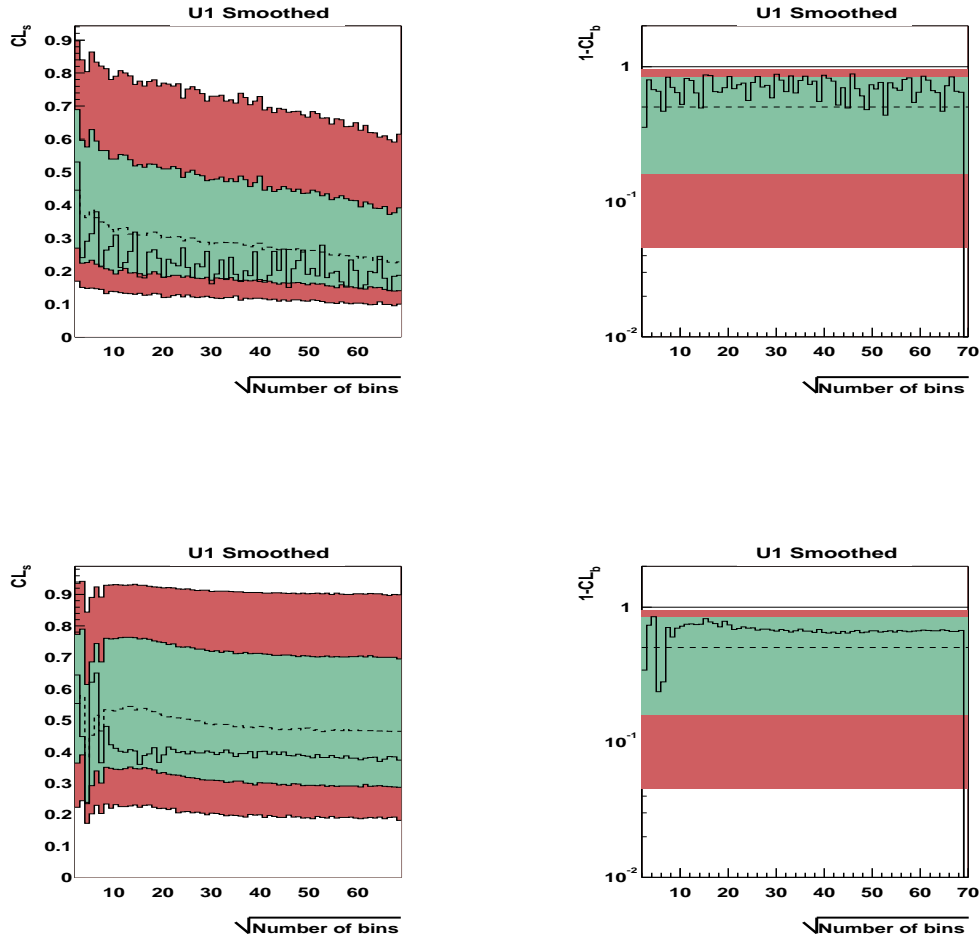 U1 Smoothed
CLs
0.9
0.8
0.7
0.6
0.5
0.4
0.3
0.2
0.1
0
10 20 30 40 50 60
√Number of bins
U1 Smoothed
1-CLb
1
10-1
10-2
10 20 30 40 50 60 70
√Number of bins
U1 Smoothed
CLs
0.9
0.8
0.7
0.6
0.5
0.4
0.3
0.2
0.1
0
10 20 30 40 50 60
√Number of bins
U1 Smoothed
1-CLb
1
10-1
10-2
10 20 30 40 50 60 70
√Number of bins